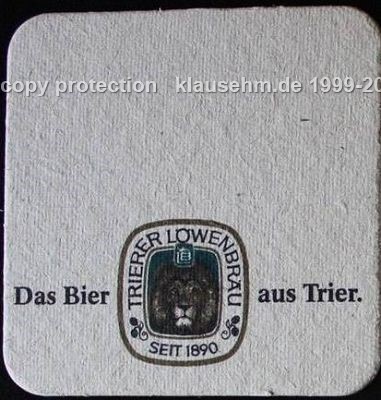 copy protection klausehm.de 1999-20
TRIERER LÖWENBRÄU
Das Bier
aus Trier.
SEIT 1890